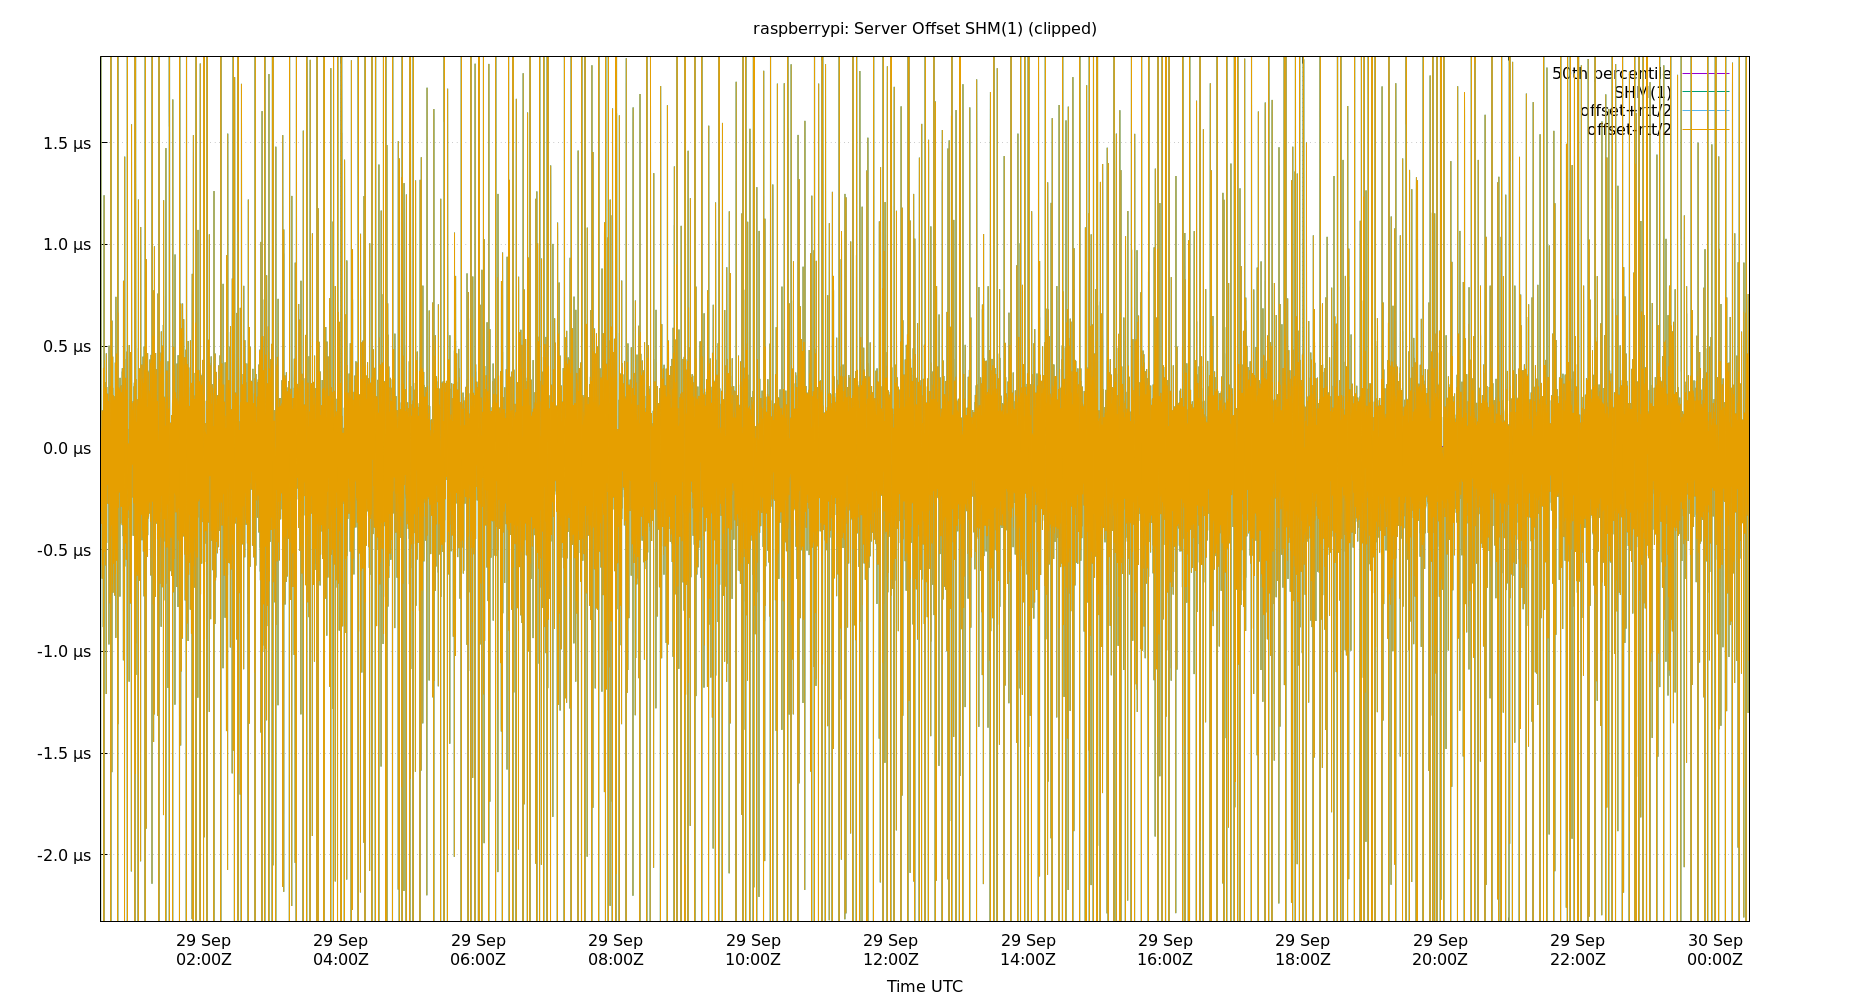 raspberrypi: Server Offset SHM(1) (clipped)
50th percentile
SHM(1)
offset+rtt/2
offset-rtt/2
1.5 µs
1.0 µs
0.5 µs
0.0 µs
-0.5 µs
-1.0 µs
-1.5 µs
-2.0 µs
29 Sep 29 Sep 29 Sep 29 Sep 29 Sep 29 Sep 29 Sep 29 Sep 29 Sep 29 Sep 29 Sep 30 Sep
02:00Z 04:00Z 06:00Z 08:00Z 10:00Z 12:00Z 14:00Z 16:00Z 18:00Z 20:00Z 22:00Z 00:00Z
Time UTC